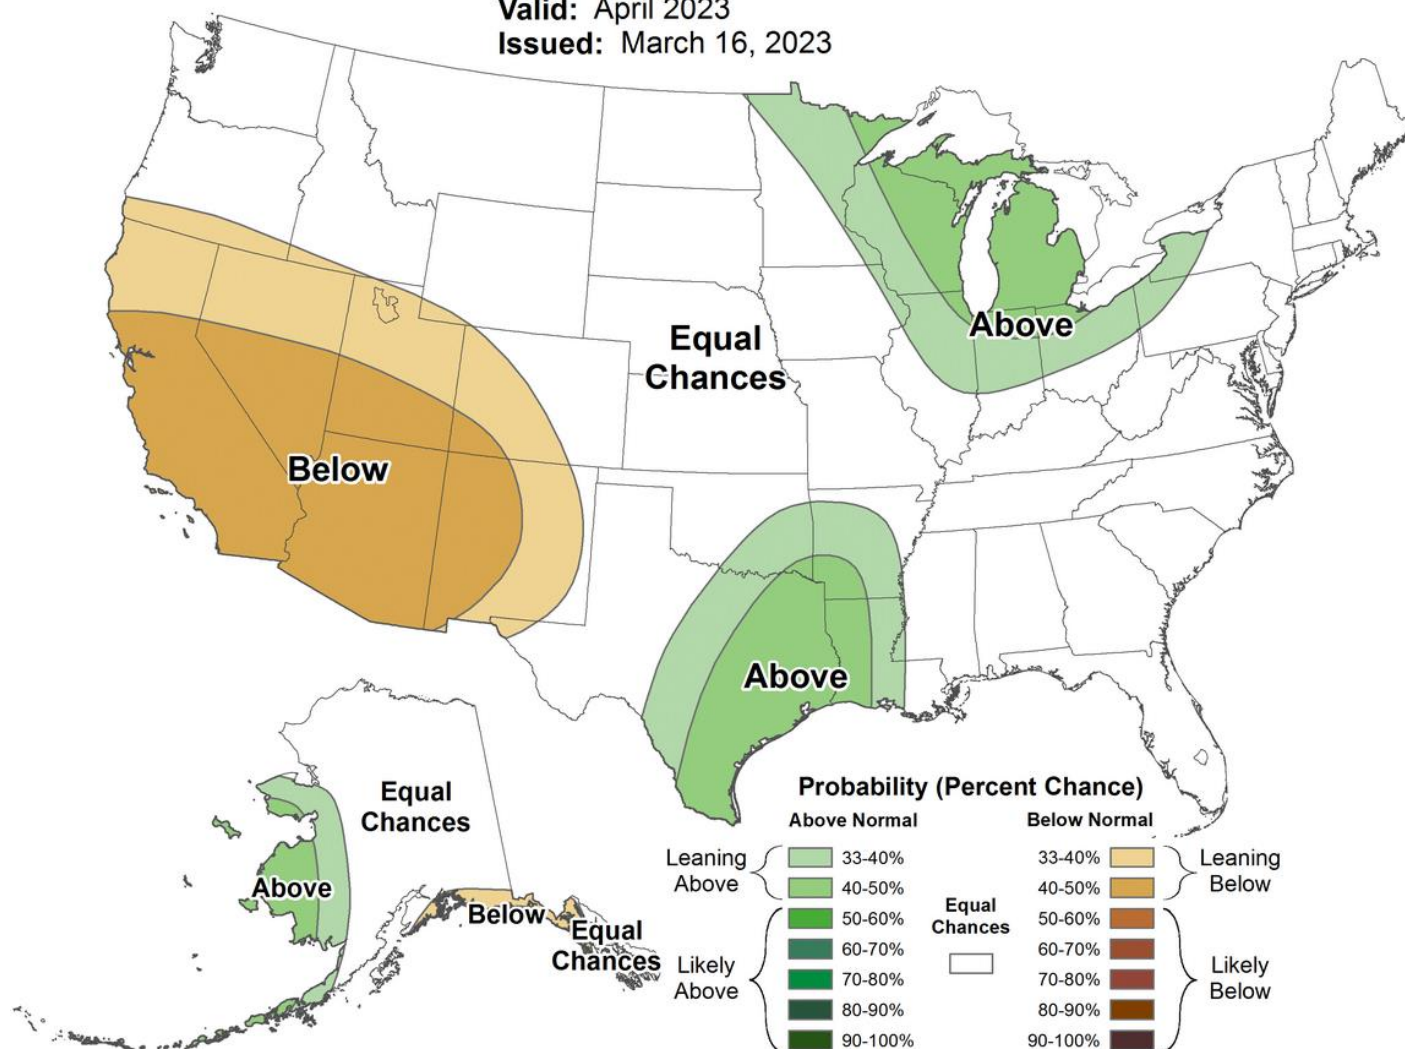 Valid: April 2023
Issued: March 16, 2023
Above
Equal
Chances
Below
Above
Equal
Chances
Above
Below
Equal
Chances
Probability (Percent Chance)
Above Normal
Below Normal
Leaning
Above
33-40%
40-50%
Likely
Above
50-60%
60-70%
70-80%
80-90%
90-100%
Equal
Chances
33-40%
40-50%
Leaning
Below
50-60%
60-70%
70-80%
80-90%
90-100%
Likely
Below